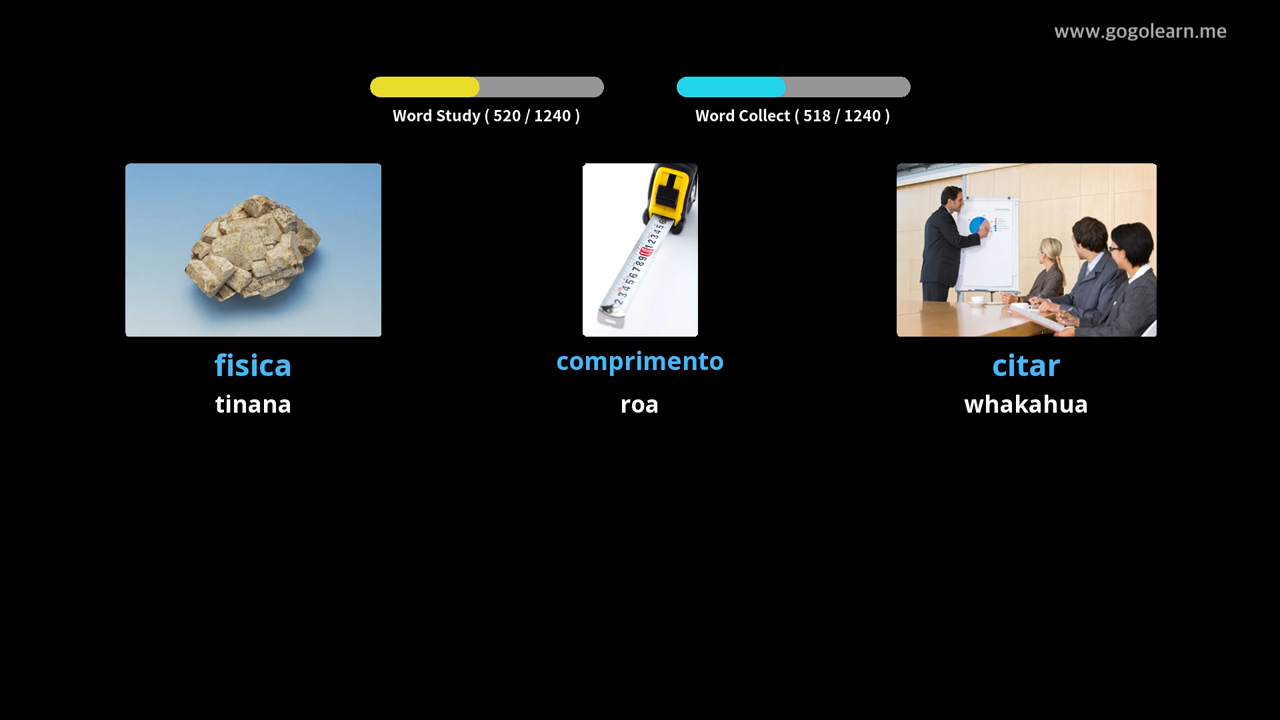 www.gogolearn.me
Word Study ( 520 / 1240 )
Word Collect ( 518 / 1240 )
fisica
comprimento
citar
tinana
roa
whakahua